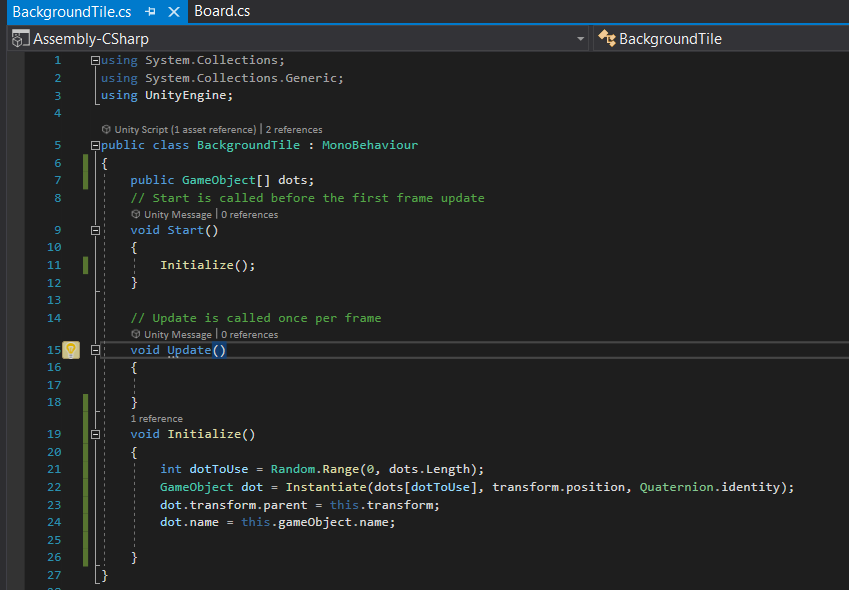 BackgroundTile.cs Board.cs
Assembly-CSharp BackgroundTile
1 using System.Collections;
2 using System.Collections.Generic;
3 using UnityEngine;
4
Unity Script (1 asset reference) | 2 references
5 public class BackgroundTile : MonoBehaviour
6 {
7 public GameObject[] dots;
8 // Start is called before the first frame update
Unity Message | 0 references
9 void Start()
10 {
11 Initialize();
12 }
13
14 // Update is called once per frame
Unity Message | 0 references
15 void Update()
16 {
17
18 }
1 reference
19 void Initialize()
20 {
21 int dotToUse = Random.Range(0, dots.Length);
22 GameObject dot = Instantiate(dots[dotToUse], transform.position, Quaternion.identity);
23 dot.transform.parent = this.transform;
24 dot.name = this.gameObject.name;
25
26 }
27 }